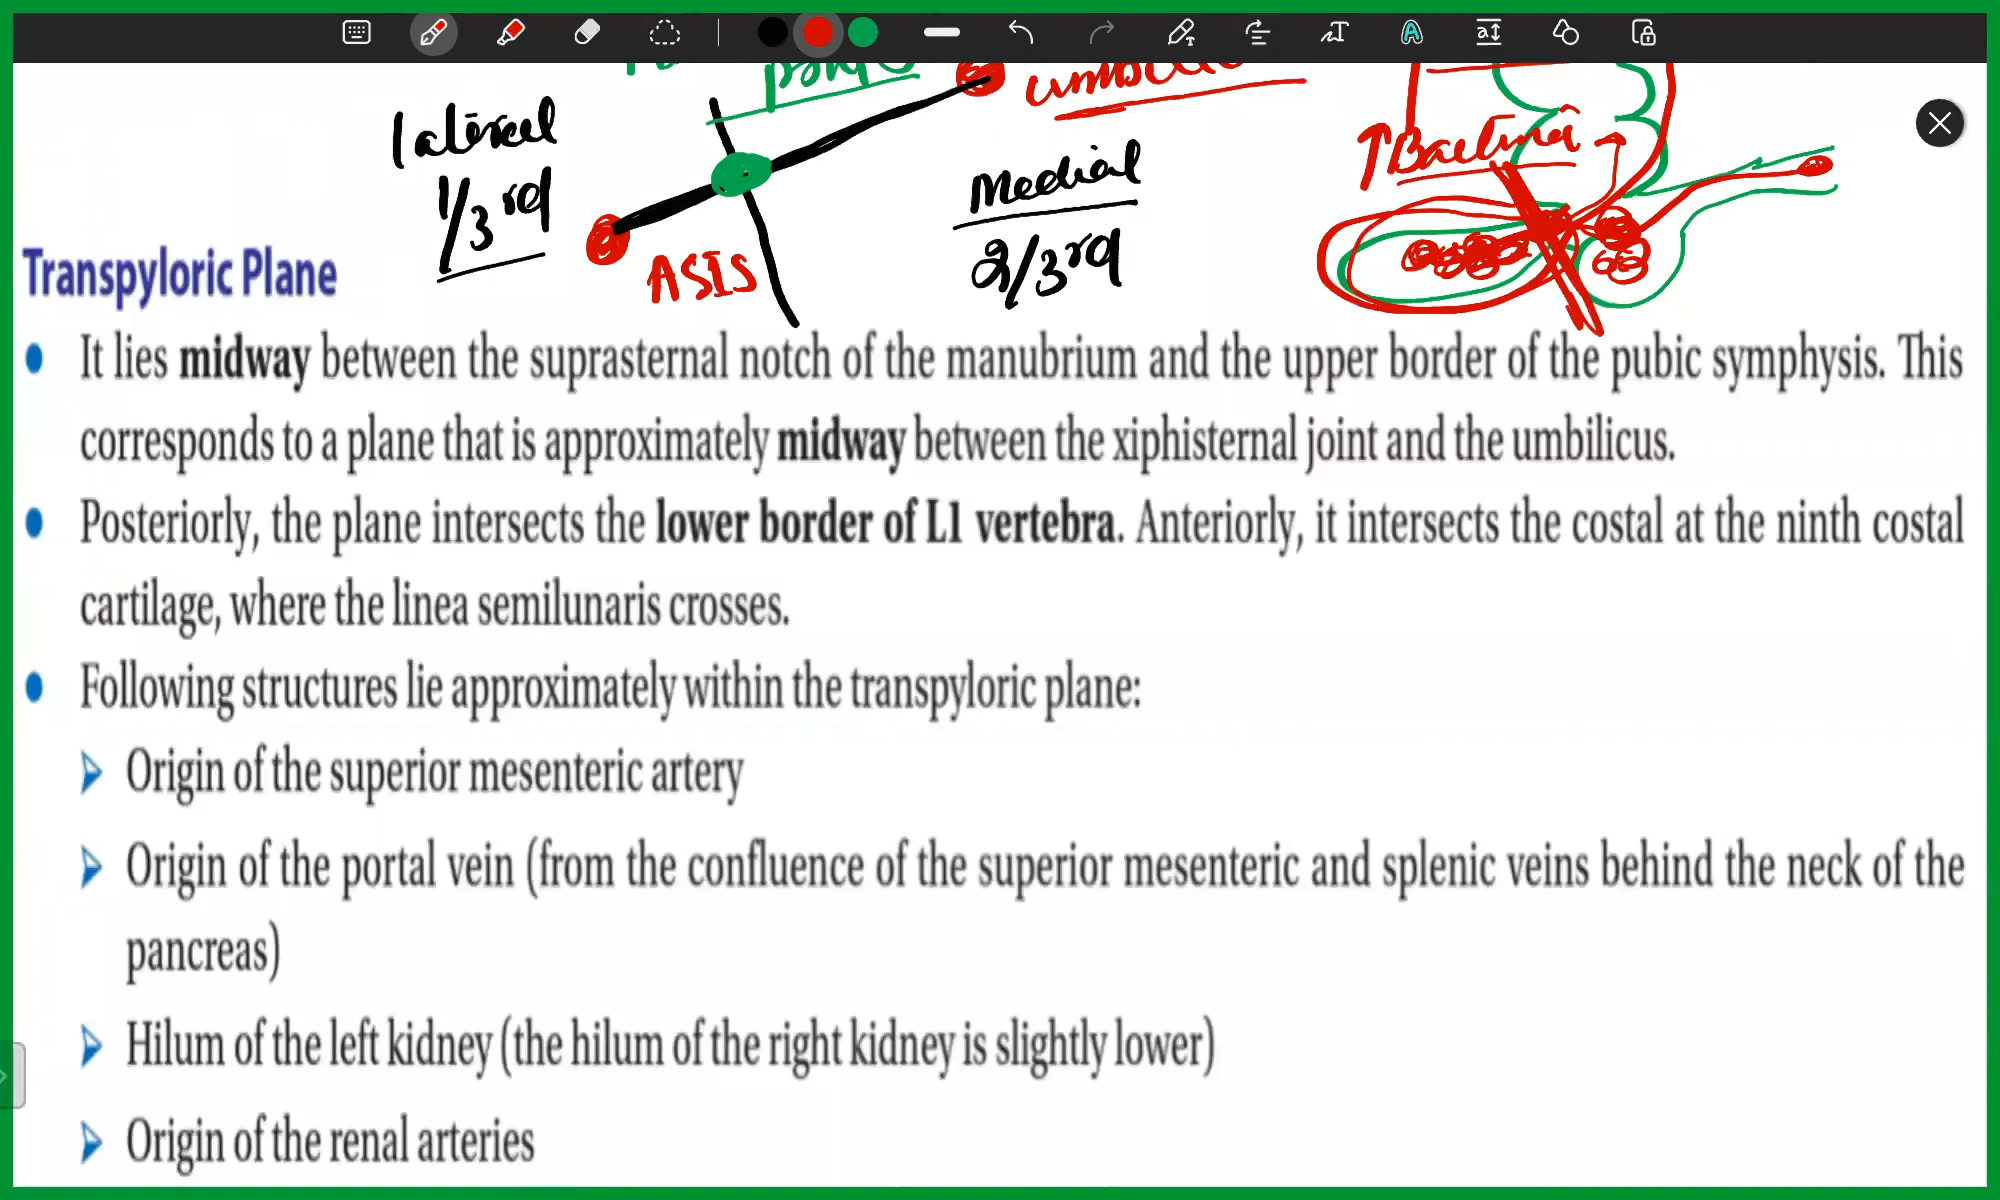 umbilic
lateral
1/3rd
ASIS
Medial
2/3rd
↑Bacteria
Transpyloric Plane
• It lies midway between the suprasternal notch of the manubrium and the upper border of the pubic symphysis. This
corresponds to a plane that is approximately midway between the xiphisternal joint and the umbilicus.
• Posteriorly, the plane intersects the lower border of L1 vertebra. Anteriorly, it intersects the costal at the ninth costal
cartilage, where the linea semilunaris crosses.
• Following structures lie approximately within the transpyloric plane:
Origin of the superior mesenteric artery
Origin of the portal vein (from the confluence of the superior mesenteric and splenic veins behind the neck of the
pancreas)
Hilum of the left kidney (the hilum of the right kidney is slightly lower)
Origin of the renal arteries